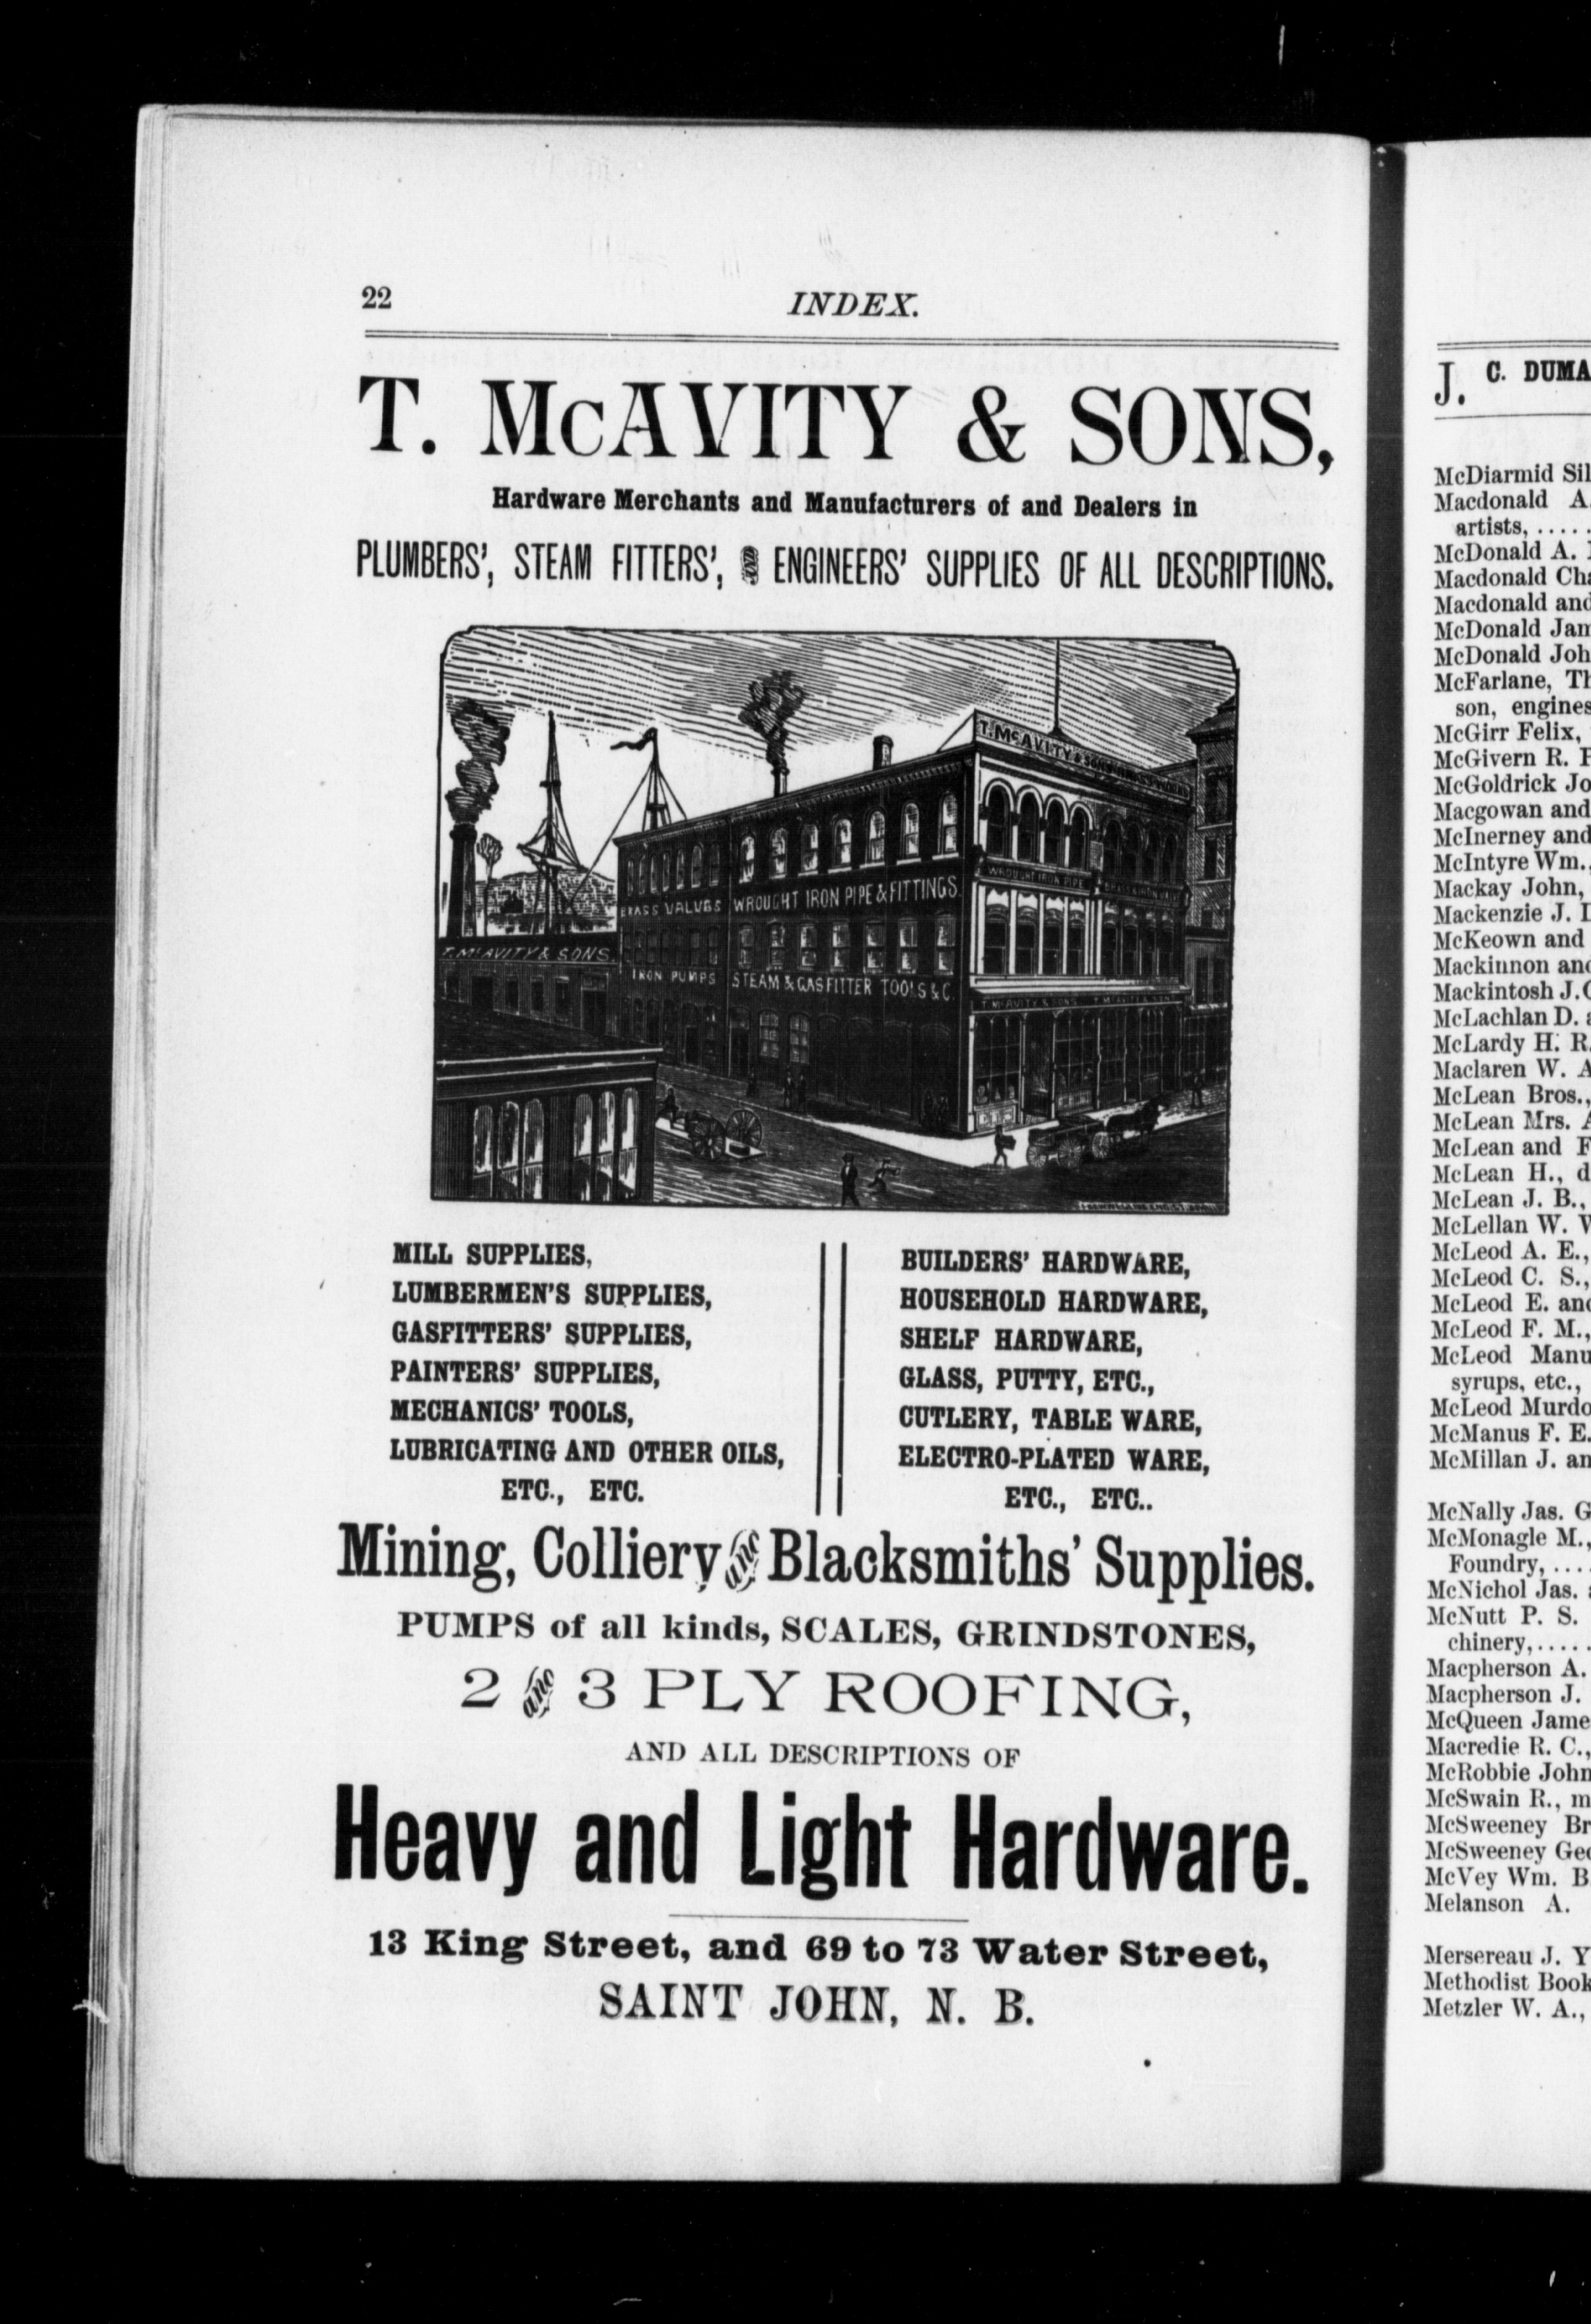 22
INDEX.
T. McAVITY & SONS,
Hardware Merchants and Manufacturers of and Dealers in
PLUMBERS', STEAM FITTERS', and ENGINEERS' SUPPLIES OF ALL DESCRIPTIONS.
T. McAVITY & SONS
BRASS VALVES
WROUGHT IRON PIPE & FITTINGS
WROUGHT IRON PIPE
T. McAVITY & SONS
IRON PUMPS
STEAM & GAS FITTER TOOLS & C.
T. McAVITY & SONS
MILL SUPPLIES,
LUMBERMEN'S SUPPLIES,
GASFITTERS' SUPPLIES,
PAINTERS' SUPPLIES,
MECHANICS' TOOLS,
LUBRICATING AND OTHER OILS,
ETC., ETC.
BUILDERS' HARDWARE,
HOUSEHOLD HARDWARE,
SHELF HARDWARE,
GLASS, PUTTY, ETC.,
CUTLERY, TABLE WARE,
ELECTRO-PLATED WARE,
ETC., ETC..
Mining, Colliery and Blacksmiths' Supplies.
PUMPS of all kinds, SCALES, GRINDSTONES,
2 and 3 PLY ROOFING,
AND ALL DESCRIPTIONS OF
Heavy and Light Hardware.
13 King Street, and 69 to 73 Water Street,
SAINT JOHN, N. B.
J. C. DUMA
McDiarmid Sil
Macdonald A.
artists, .....
McDonald A.
Macdonald Cha
Macdonald and
McDonald Jam
McDonald Joh
McFarlane, Th
son, engines
McGirr Felix,
McGivern R. P
McGoldrick Jo
Macgowan and
McInerney and
McIntyre Wm.,
Mackay John,
Mackenzie J.
McKeown and
Mackinnon and
Mackintosh J. C
McLachlan D.
McLardy H. R.
Maclaren W. A
McLean Bros.,
McLean Mrs.
McLean and F
McLean H., d
McLean J. B.,
McLellan W. W
McLeod A. E.,
McLeod C. S.,
McLeod E. and
McLeod F. M.,
McLeod Manu
syrups, etc.,
McLeod Murdo
McManus F. E.
McMillan J. an
McNally Jas. G
McMonagle M.,
Foundry, ....
McNichol Jas.
McNutt P. S.
chinery, .....
Macpherson A.
Macpherson J.
McQueen Jame
Macredie R. C.,
McRobbie John
McSwain R., m
McSweeney Br
McSweeney Geo
McVey Wm. B
Melanson A.
Mersereau J. Y
Methodist Book
Metzler W. A.,